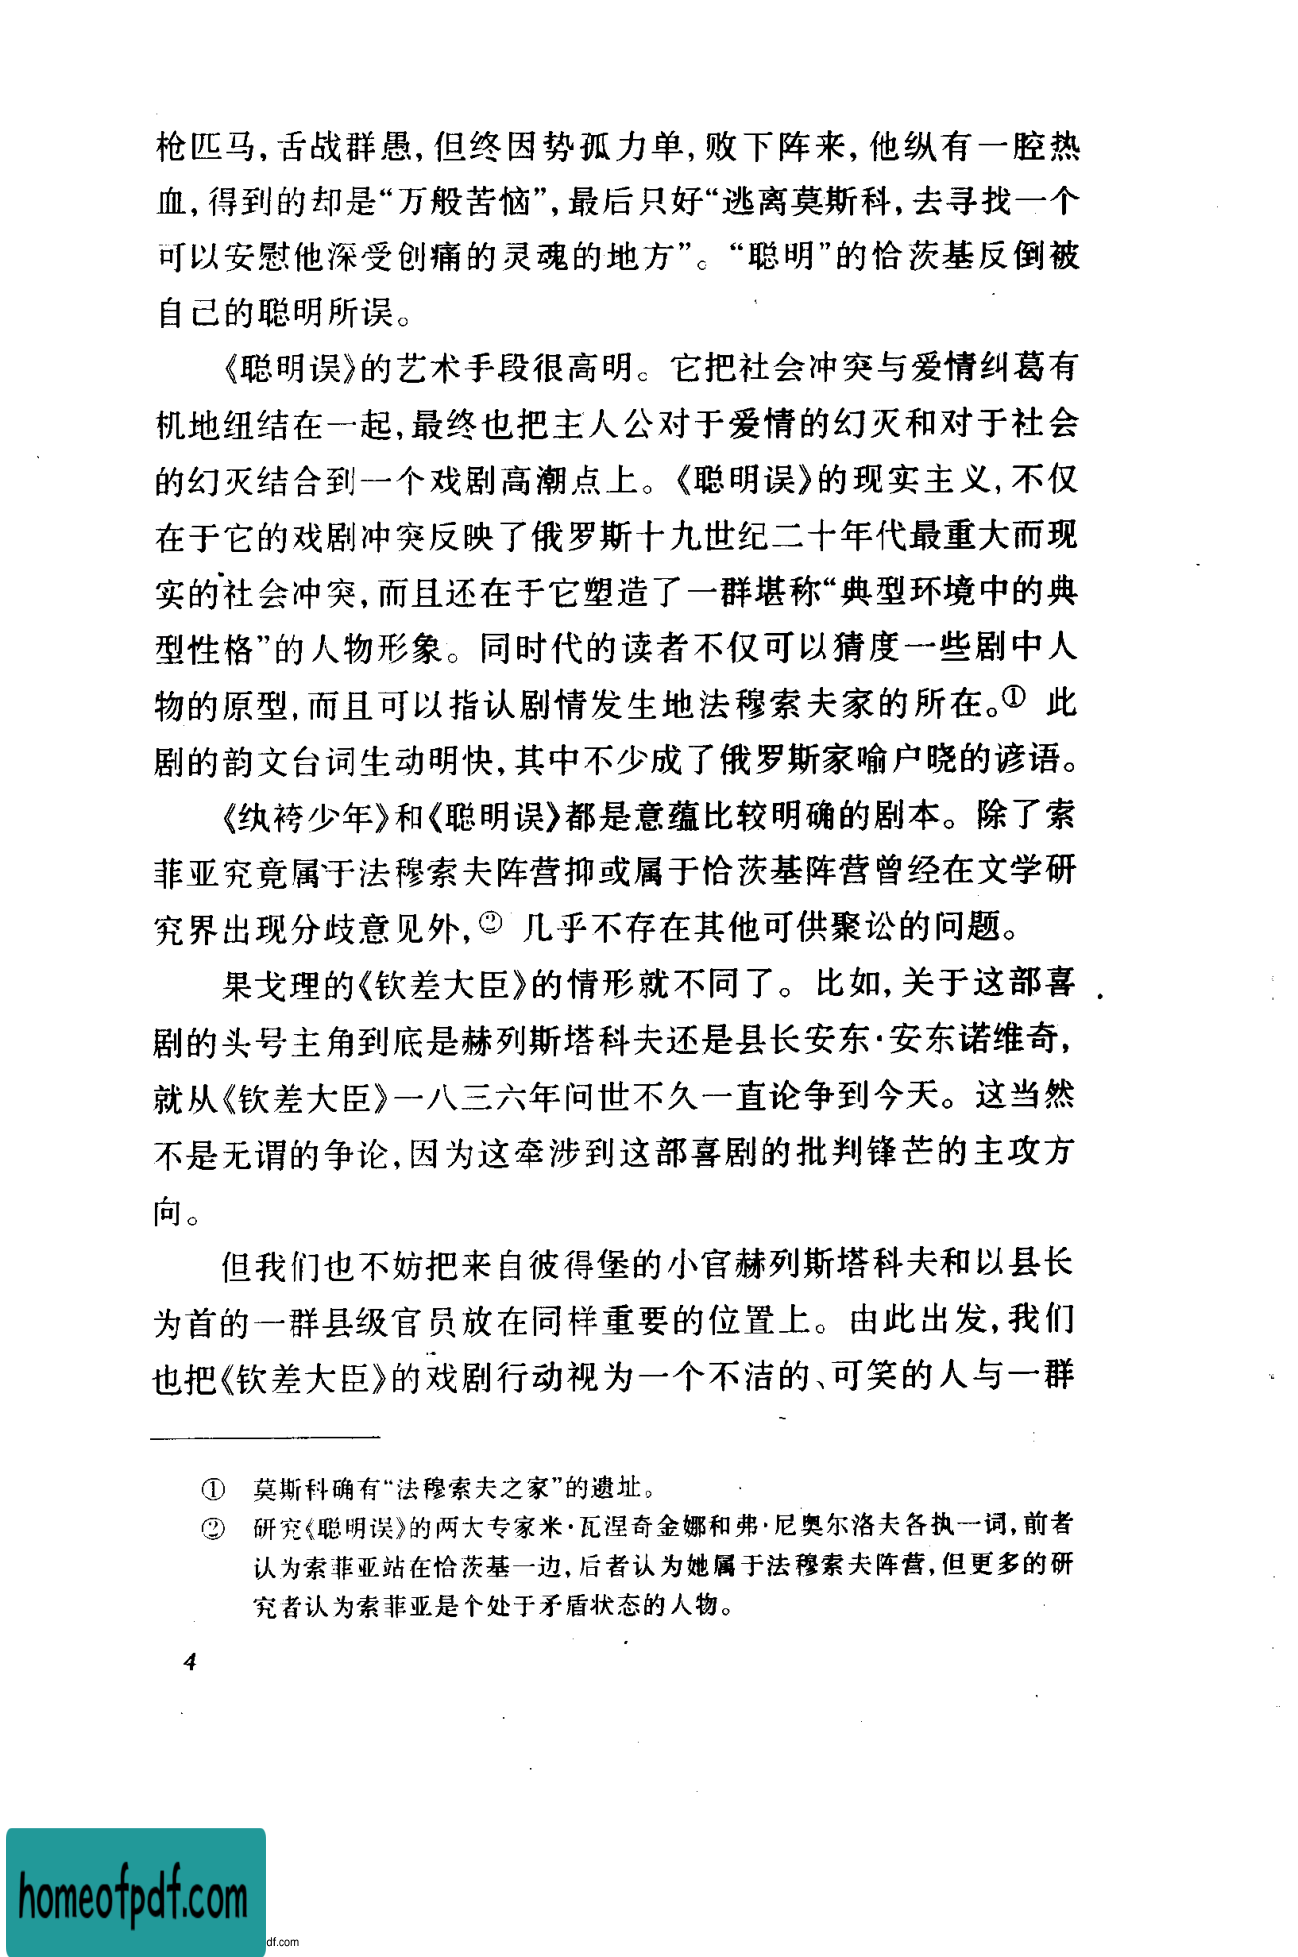 枪匹马,舌战群愚,但终因势孤力单,败下阵来,他纵有一腔热
血,得到的却是“万般苦恼”,最后只好“逃离莫斯科,去寻找一个
可以安慰他深受创痛的灵魂的地方”。“聪明”的恰茨基反倒被
自己的聪明所误。
《聪明误》的艺术手段很高明。它把社会冲突与爱情纠葛有
机地纽结在一起,最终也把主人公对于爱情的幻灭和对于社会
的幻灭结合到一个戏剧高潮点上。《聪明误》的现实主义,不仅
在于它的戏剧冲突反映了俄罗斯十九世纪二十年代最重大而现
实的社会冲突,而且还在于它塑造了一群堪称“典型环境中的典
型性格”的人物形象。同时代的读者不仅可以猜度一些剧中人
物的原型,而且可以指认剧情发生地法穆索夫家的所在。① 此
剧的韵文台词生动明快,其中不少成了俄罗斯家喻户晓的谚语。
《纨袴少年》和《聪明误》都是意蕴比较明确的剧本。除了索
菲亚究竟属于法穆索夫阵营抑或属于恰茨基阵营曾经在文学研
究界出现分歧意见外,② 几乎不存在其他可供聚讼的问题。
果戈理的《钦差大臣》的情形就不同了。比如,关于这部喜
剧的头号主角到底是赫列斯塔科夫还是县长安东·安东诺维奇,
就从《钦差大臣》一八三六年问世不久一直论争到今天。这当然
不是无谓的争论,因为这牵涉到这部喜剧的批判锋芒的主攻方
向。
但我们也不妨把来自彼得堡的小官赫列斯塔科夫和以县长
为首的一群县级官员放在同样重要的位置上。由此出发,我们
也把《钦差大臣》的戏剧行动视为一个不洁的、可笑的人与一群
① 莫斯科确有“法穆索夫之家”的遗址。
② 研究《聪明误》的两大专家米·瓦涅奇金娜和弗·尼奥尔洛夫各执一词,前者
认为索菲亚站在恰茨基一边,后者认为她属于法穆索夫阵营,但更多的研
究者认为索菲亚是个处于矛盾状态的人物。
4
homeofpdf.com
df.com